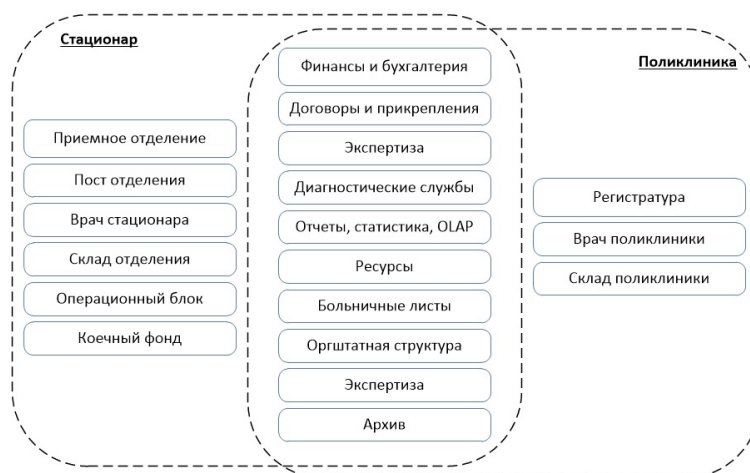 Стационар
Поликлиника
Приемное отделение
Пост отделения
Врач стационара
Склад отделения
Операционный блок
Коечный фонд
Финансы и бухгалтерия
Договоры и прикрепления
Экспертиза
Диагностические службы
Отчеты, статистика, OLAP
Ресурсы
Больничные листы
Оргштатная структура
Экспертиза
Архив
Регистратура
Врач поликлиники
Склад поликлиники